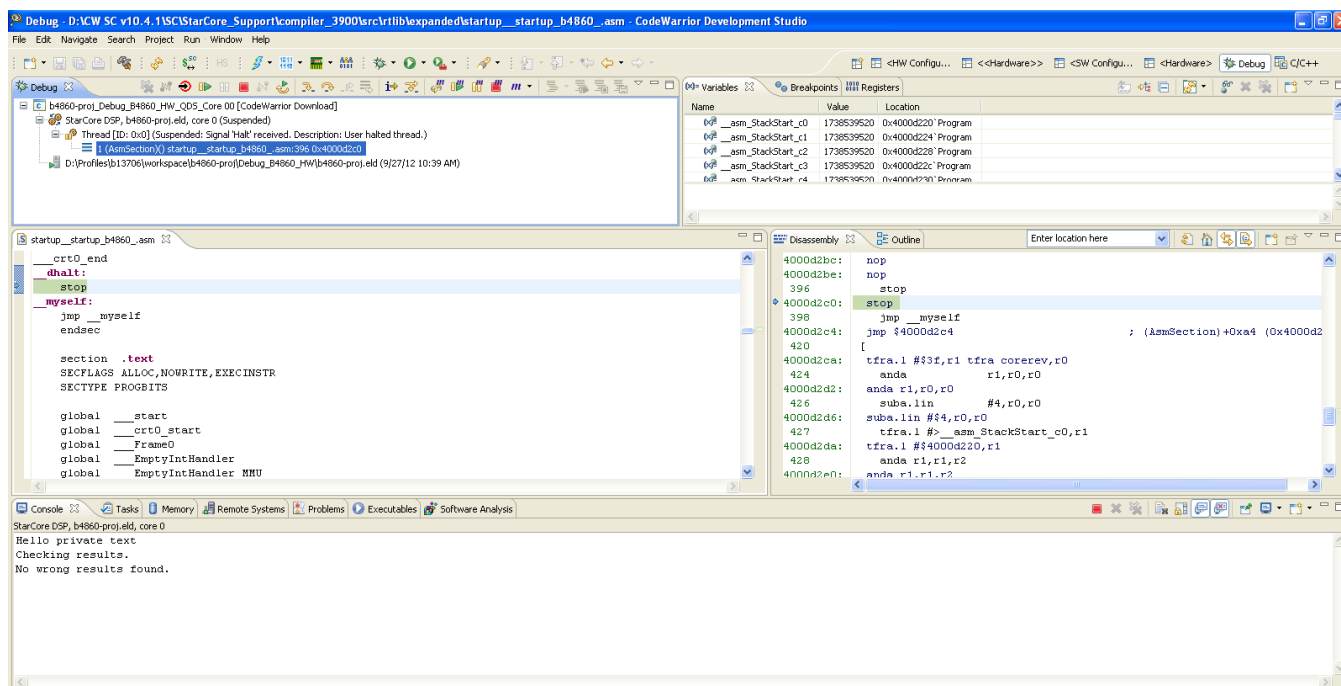 Debug - D:\CW SC v10.4.1\SC\StarCore_Support\compiler_3900\src\rtlib\expanded\startup__startup_b4860_.asm - CodeWarrior Development Studio
File Edit Navigate Search Project Run Window Help
<HW Configu... <<Hardware>> <SW Configu... <Hardware> Debug C/C++
Debug
b4860-proj_Debug_B4860_HW_QDS_Core 00 [CodeWarrior Download]
StarCore DSP, b4860-proj.eld, core 0 (Suspended)
Thread [ID: 0x0] (Suspended: Signal 'Halt' received. Description: User halted thread.)
1 (AsmSection)() startup__startup_b4860_.asm:396 0x4000d2c0
D:\Profiles\b13706\workspace\b4860-proj\Debug_B4860_HW\b4860-proj.eld (9/27/12 10:39 AM)
Variables Breakpoints Registers
Name Value Location
__asm_StackStart_c0 1738539520 0x4000d220`Program
__asm_StackStart_c1 1738539520 0x4000d224`Program
__asm_StackStart_c2 1738539520 0x4000d228`Program
__asm_StackStart_c3 1738539520 0x4000d22c`Program
__asm_StackStart_c4 1738539520 0x4000d230`Program
startup__startup_b4860_.asm
___crt0_end
__dhalt:
stop
__myself:
jmp __myself
endsec
section .text
SECFLAGS ALLOC,NOWRITE,EXECINSTR
SECTYPE PROGBITS
global ___start
global ___crt0_start
global ___Frame0
global ___EmptyIntHandler
global ___EmptyIntHandler_MMU
Disassembly Outline Enter location here
4000d2bc: nop
4000d2be: nop
396 stop
4000d2c0: stop
398 jmp __myself
4000d2c4: jmp $4000d2c4 ; (AsmSection)+0xa4 (0x4000d2
420 [
4000d2ca: tfra.l #$3f,r1 tfra corerev,r0
424 anda r1,r0,r0
4000d2d2: anda r1,r0,r0
426 suba.lin #4,r0,r0
4000d2d6: suba.lin #$4,r0,r0
427 tfra.l #>__asm_StackStart_c0,r1
4000d2da: tfra.l #$4000d220,r1
428 anda r1,r1,r2
4000d2e0: anda r1,r1,r2
Console Tasks Memory Remote Systems Problems Executables Software Analysis
StarCore DSP, b4860-proj.eld, core 0
Hello private text
Checking results.
No wrong results found.